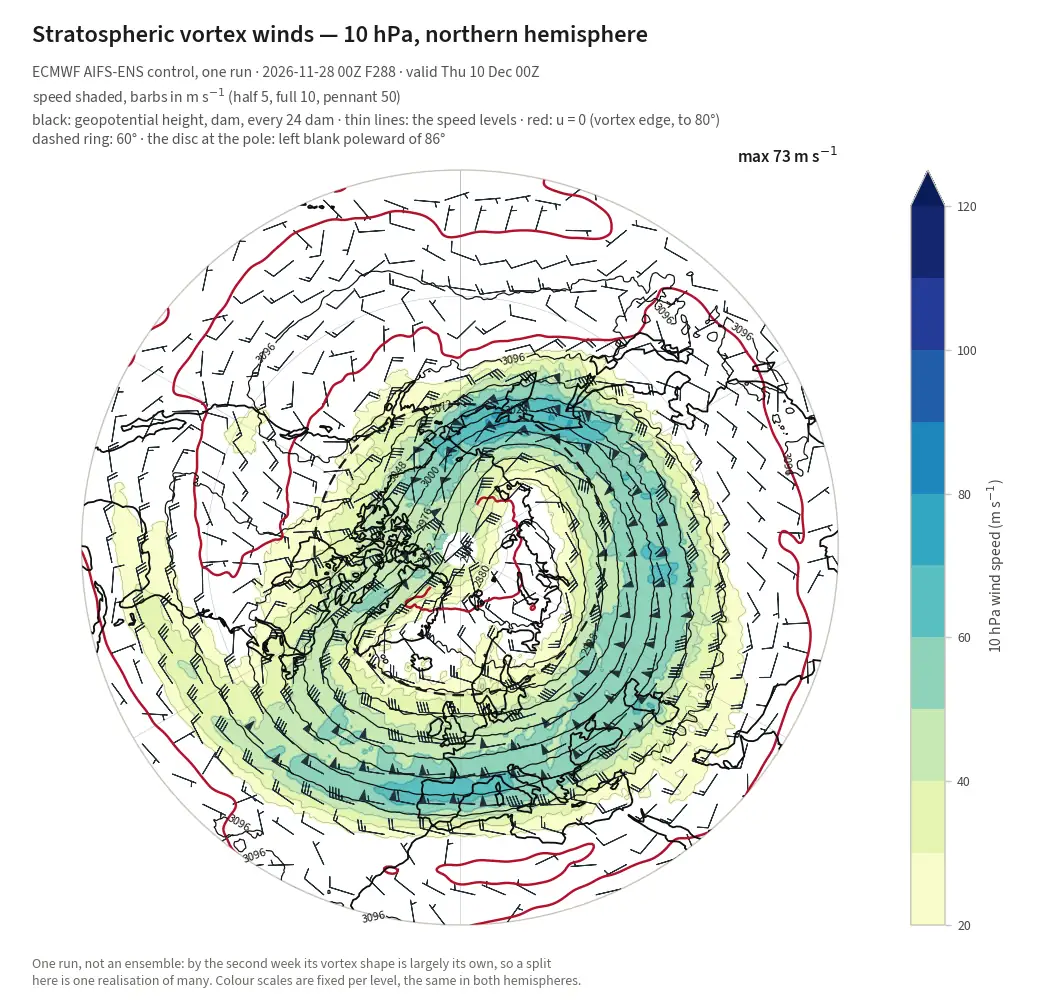 Stratospheric vortex winds — 10 hPa, northern hemisphere
ECMWF AIFS-ENS control, one run · 2026-11-28 00Z F288 · valid Thu 10 Dec 00Z
speed shaded, barbs in m s⁻¹ (half 5, full 10, pennant 50)
black: geopotential height, dam, every 24 dam · thin lines: the speed levels · red: u = 0 (vortex edge, to 80°)
dashed ring: 60° · the disc at the pole: left blank poleward of 86°
max 73 m s⁻¹
120
100
80
60
40
20
10 hPa wind speed (m s⁻¹)
3096
3096
3096
3096
3096
3000
2880
3096
3096
3096
3096
One run, not an ensemble: by the second week its vortex shape is largely its own, so a split
here is one realisation of many. Colour scales are fixed per level, the same in both hemispheres.